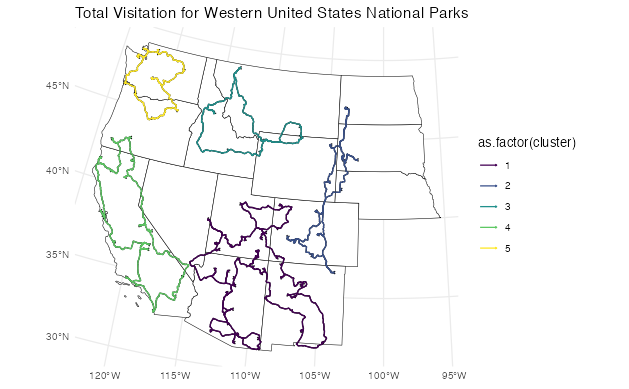 Total Visitation for Western United States National Parks
45°N
40°N
35°N
30°N
120°W
115°W
110°W
105°W
100°W
95°W
as.factor(cluster)
1
2
3
4
5